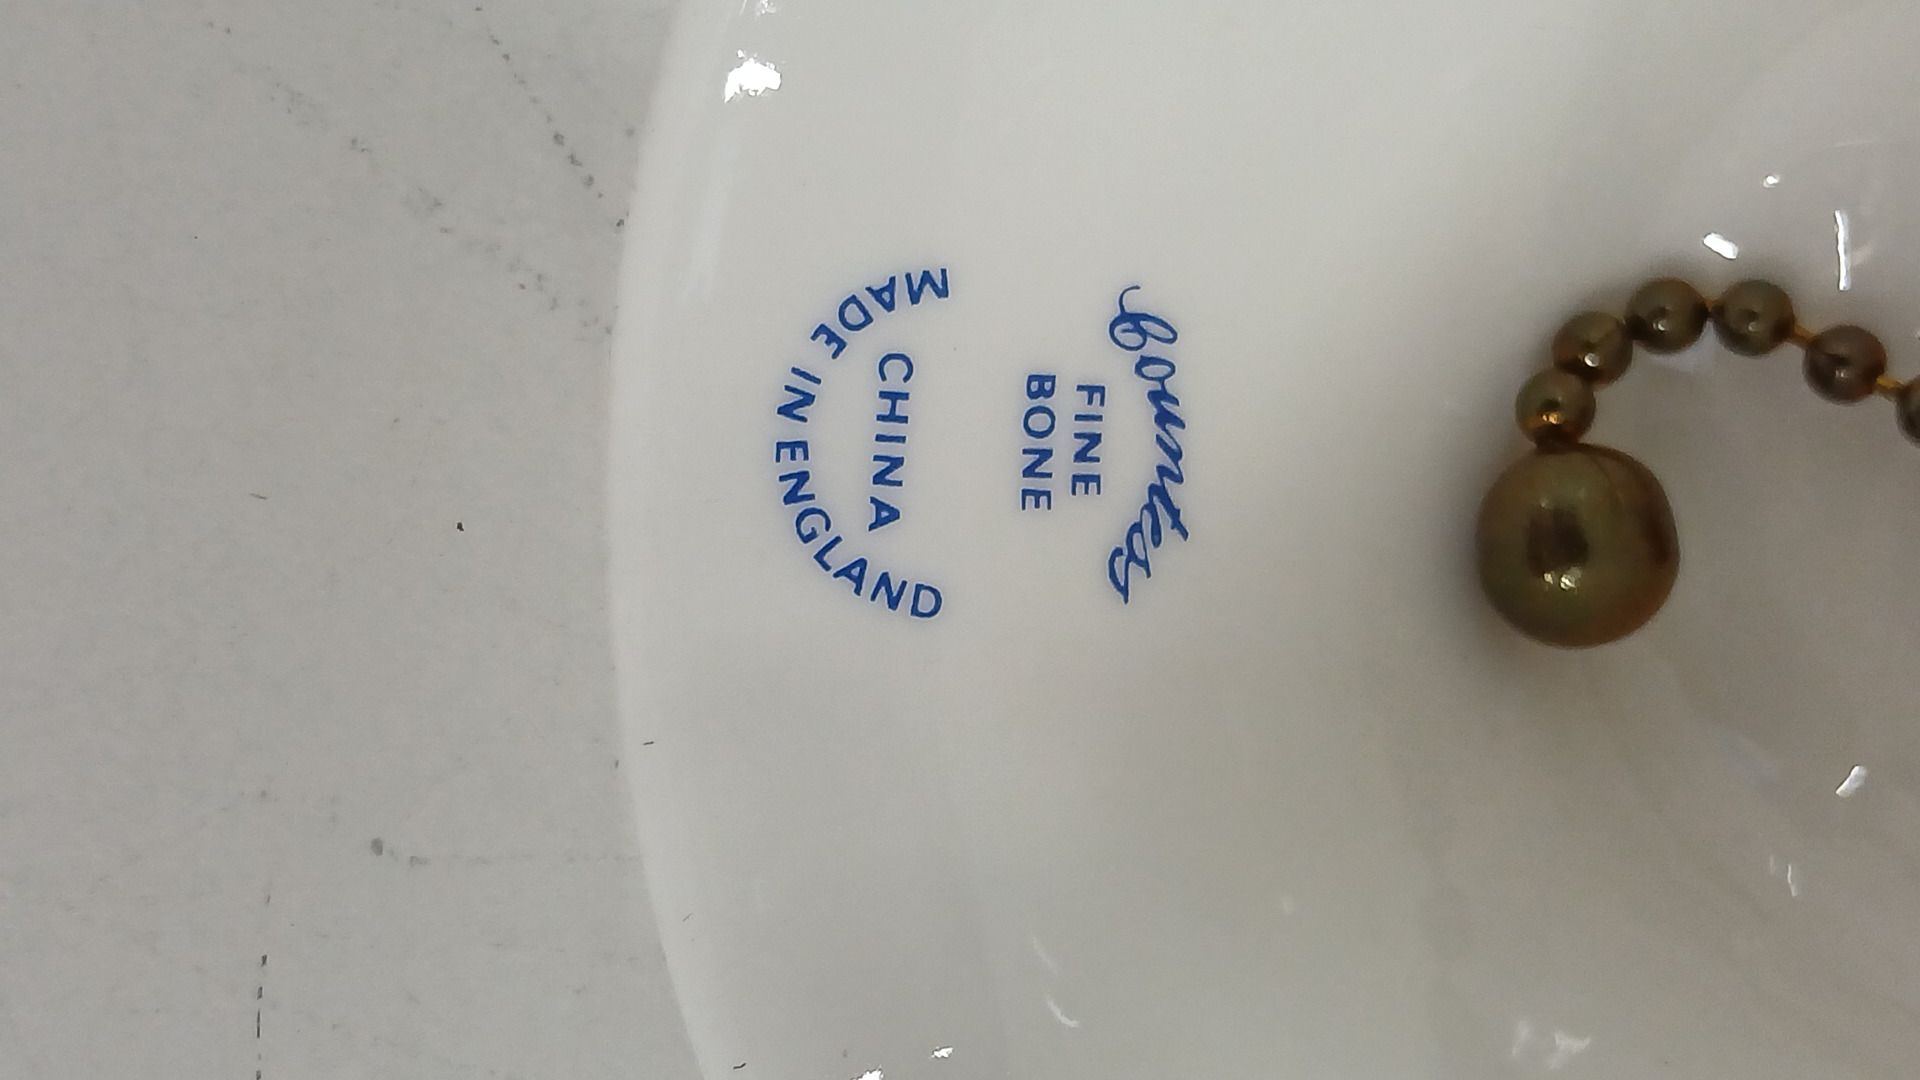 Countess
FINE
BONE
CHINA
MADE IN ENGLAND